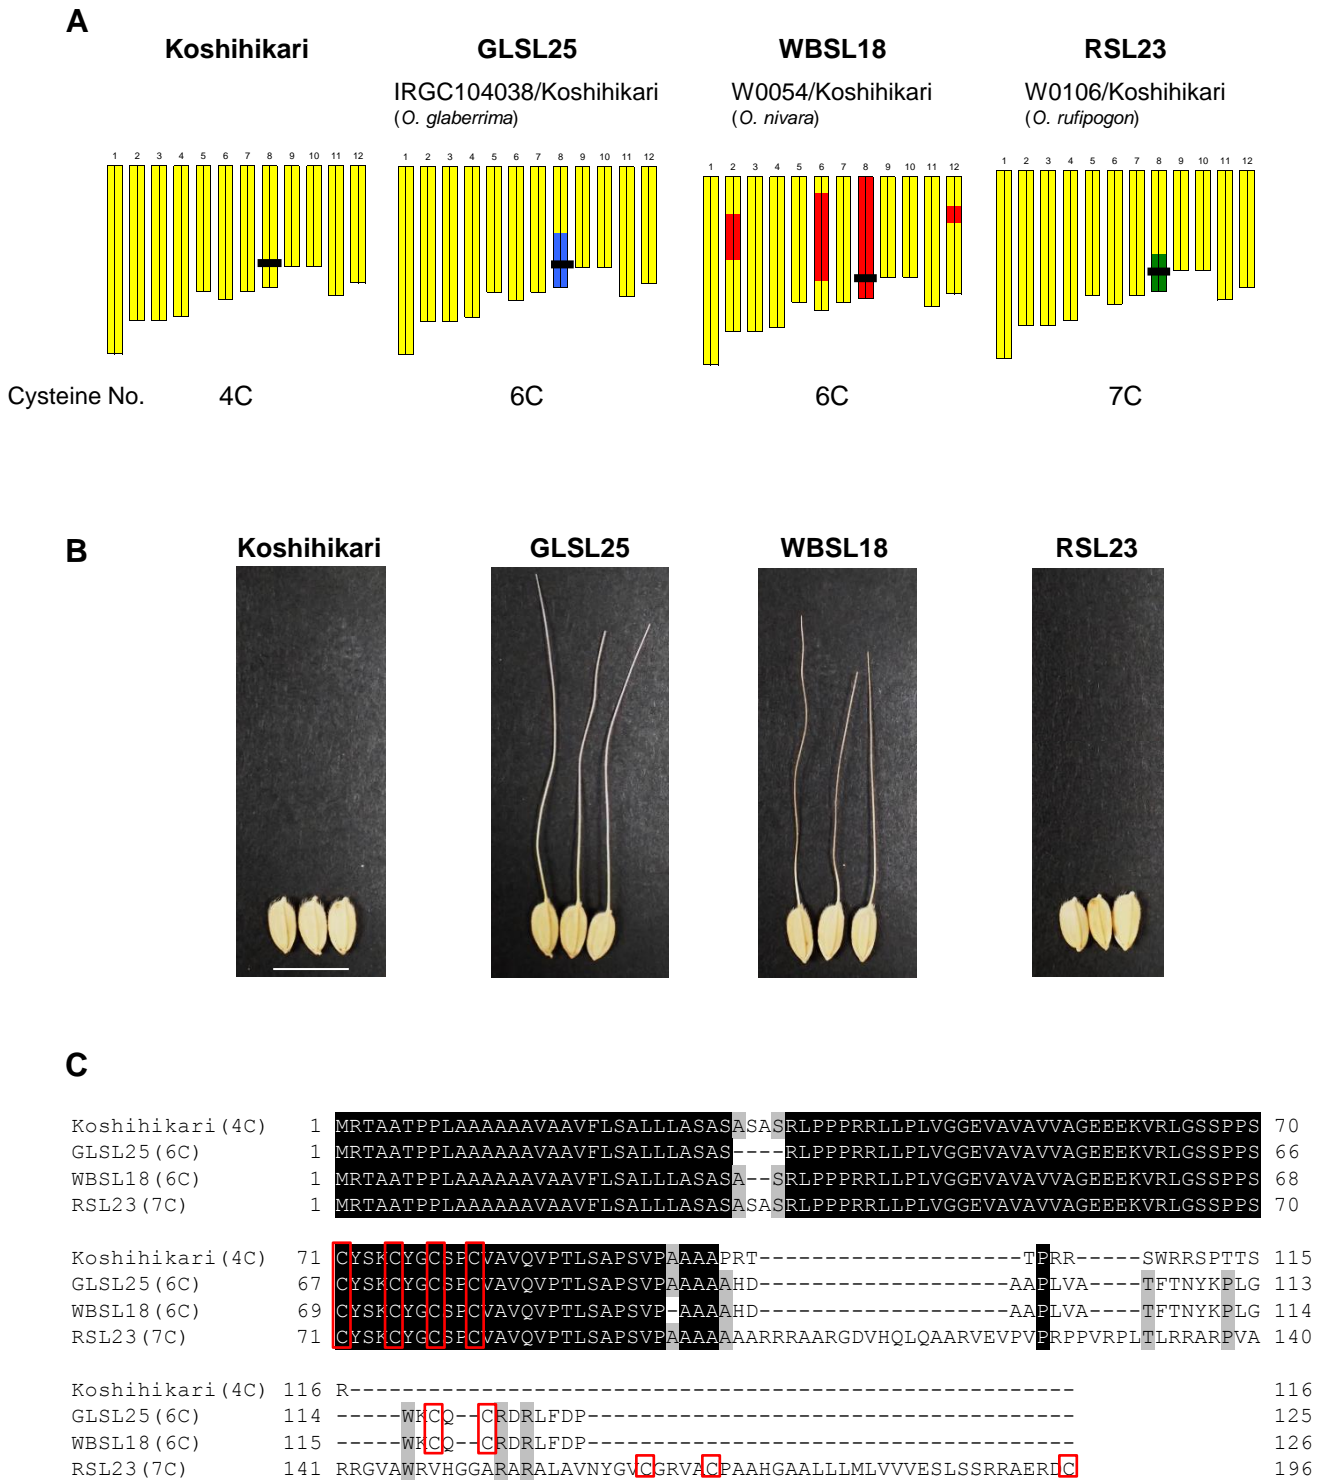 A
Koshihikari GLSL25 WBSL18 RSL23
IRGC104038/Koshihikari W0054/Koshihikari W0106/Koshihikari
(O. glaberrima) (O. nivara) (O. rufipogon)
1 2 3 4 5 6 7 8 9 10 11 12 1 2 3 4 5 6 7 8 9 10 11 12 1 2 3 4 5 6 7 8 9 10 11 12 1 2 3 4 5 6 7 8 9 10 11 12
Cysteine No. 4C 6C 6C 7C
B
Koshihikari GLSL25 WBSL18 RSL23
C
Koshihikari(4C) 1 MRTAATPPLAAAAAAVAAVFLSALLLASASASASRLPPPRRLLPLVGGEVAVAVVAGEEEKVRLGSSPPS 70
GLSL25(6C) 1 MRTAATPPLAAAAAAVAAVFLSALLLASAS----RLPPPRRLLPLVGGEVAVAVVAGEEEKVRLGSSPPS 66
WBSL18(6C) 1 MRTAATPPLAAAAAAVAAVFLSALLLASASA--SRLPPPRRLLPLVGGEVAVAVVAGEEEKVRLGSSPPS 68
RSL23(7C) 1 MRTAATPPLAAAAAAVAAVFLSALLLASASASASRLPPPRRLLPLVGGEVAVAVVAGEEEKVRLGSSPPS 70
Koshihikari(4C) 71 CYSKCYGCSPCVAVQVPTLSAPSVPAAAAPRT--------------------TPRR-----SWRRSPTTS 115
GLSL25(6C) 67 CYSKCYGCSPCVAVQVPTLSAPSVPAAAAAHD-------------------AAPLVA----TFTNYKPLG 113
WBSL18(6C) 69 CYSKCYGCSPCVAVQVPTLSAPSVP-AAAAHD-------------------AAPLVA----TFTNYKPLG 114
RSL23(7C) 71 CYSKCYGCSPCVAVQVPTLSAPSVPAAAAAAARRRAARGDVHQLQAARVEVPVPRPPVRPLTLRRARPVA 140
Koshihikari(4C) 116 R------------------------------------------------------- 116
GLSL25(6C) 114 -----WKCQ--CRDRLFDP------------------------------------- 125
WBSL18(6C) 115 -----WKCQ--CRDRLFDP------------------------------------- 126
RSL23(7C) 141 RRGVAWRVHGGARARALAVNYGVCGRVACPAAHGAALLLMLVVVESLSSRRAERDC 196